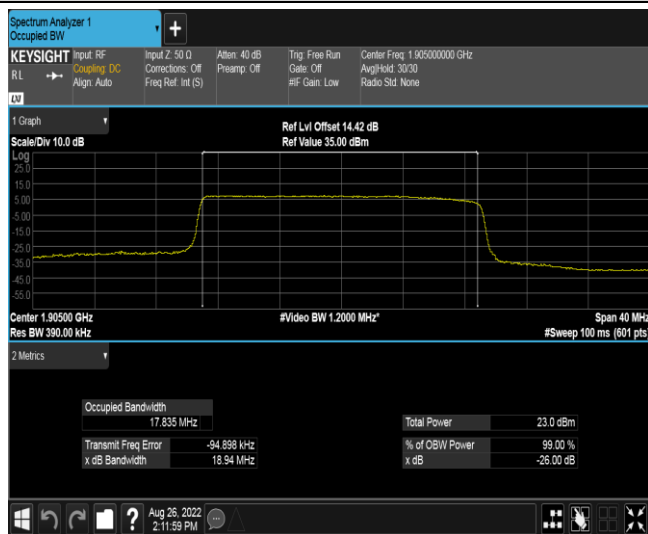 Spectrum Analyzer 1
Occupied BW
+
KEYSIGHT
RL
LXI
Input: RF
Coupling: DC
Align: Auto
Input Z: 50 Ω
Corrections: Off
Freq Ref: Int (S)
Atten: 40 dB
Preamp: Off
Trig: Free Run
Gate: Off
#IF Gain: Low
Center Freq: 1.905000000 GHz
Avg|Hold: 30/30
Radio Std: None
1 Graph
Scale/Div 10.0 dB
Ref Lvl Offset 14.42 dB
Ref Value 35.00 dBm
Log
25.0
15.0
5.00
-5.00
-15.0
-25.0
-35.0
-45.0
-55.0
Center 1.90500 GHz
#Video BW 1.2000 MHz*
Span 40 MHz
Res BW 390.00 kHz
#Sweep 100 ms (601 pts)
2 Metrics
Occupied Bandwidth
17.835 MHz
Total Power 23.0 dBm
Transmit Freq Error -94.898 kHz
% of OBW Power 99.00 %
x dB Bandwidth 18.94 MHz
x dB -26.00 dB
?
Aug 26, 2022
2:11:59 PM